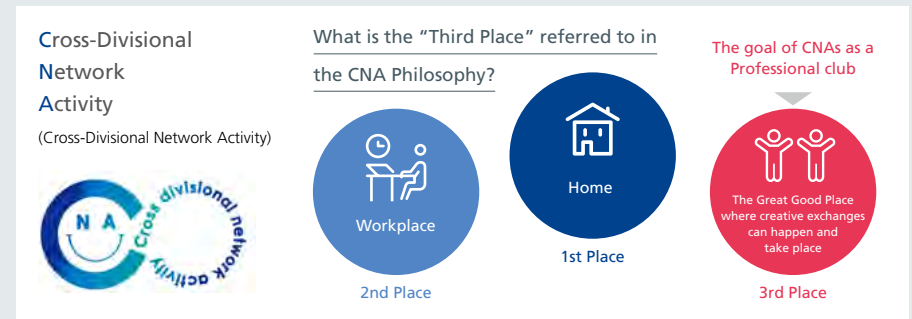 Cross-Divisional
Network
Activity
(Cross-Divisional Network Activity)
C N A Cross divisional network activity
What is the “Third Place” referred to in
the CNA Philosophy?
Workplace
2nd Place
Home
1st Place
The goal of CNAs as a
Professional club
The Great Good Place
where creative exchanges
can happen and
take place
3rd Place